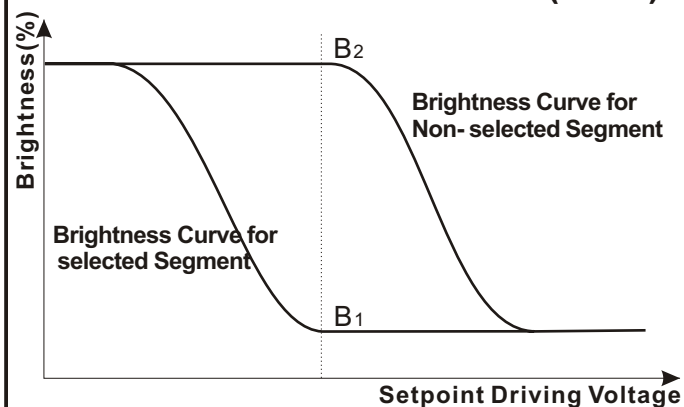 Brightness(%)
B2
Brightness Curve for
Non- selected Segment
Brightness Curve for
selected Segment
B1
Setpoint Driving Voltage